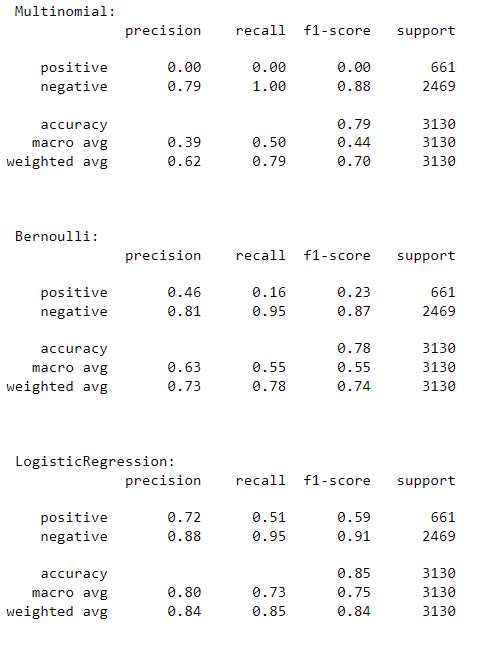 Multinomial:
precision recall f1-score support
positive 0.00 0.00 0.00 661
negative 0.79 1.00 0.88 2469
accuracy 0.79 3130
macro avg 0.39 0.50 0.44 3130
weighted avg 0.62 0.79 0.70 3130
Bernoulli:
precision recall f1-score support
positive 0.46 0.16 0.23 661
negative 0.81 0.95 0.87 2469
accuracy 0.78 3130
macro avg 0.63 0.55 0.55 3130
weighted avg 0.73 0.78 0.74 3130
LogisticRegression:
precision recall f1-score support
positive 0.72 0.51 0.59 661
negative 0.88 0.95 0.91 2469
accuracy 0.85 3130
macro avg 0.80 0.73 0.75 3130
weighted avg 0.84 0.85 0.84 3130